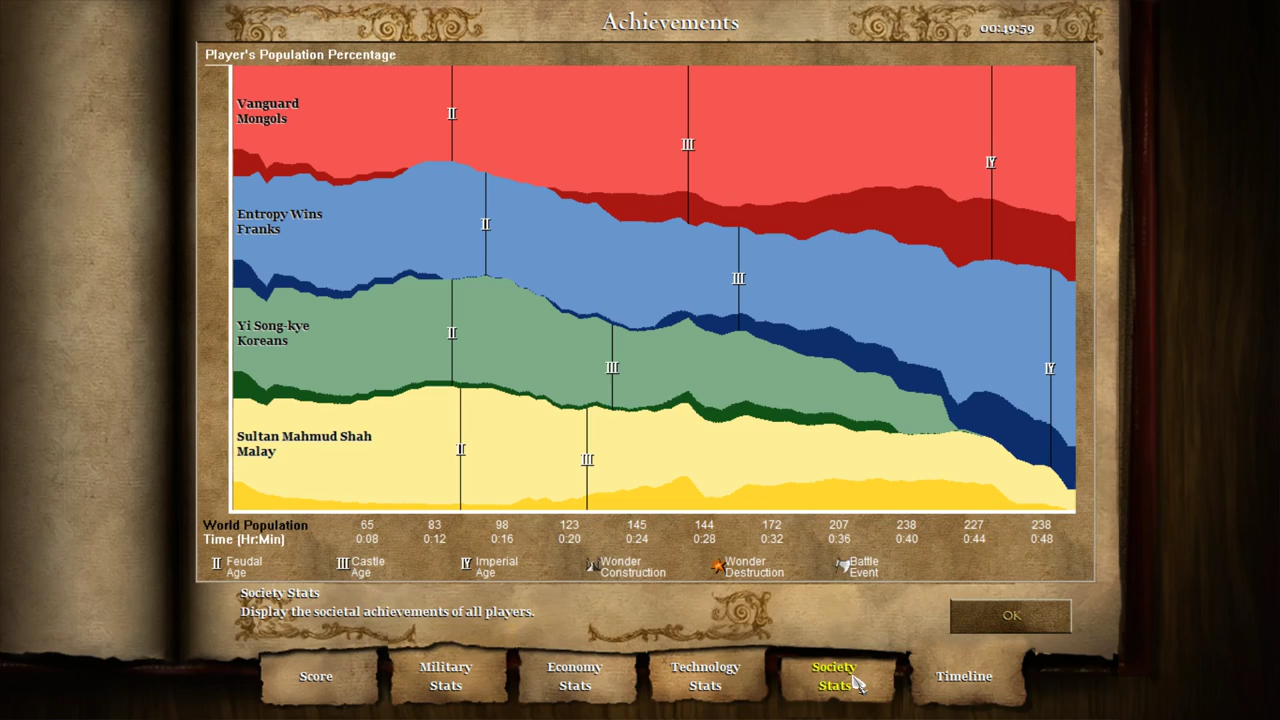 Achievements
00:49:59
Player's Population Percentage
Vanguard
Mongols
II
III
IV
Entropy Wins
Franks
II
III
IV
Yi Song-kye
Koreans
II
III
Sultan Mahmud Shah
Malay
II
III
World Population 65 83 98 123 145 144 172 207 238 227 238
Time (Hr:Min) 0:08 0:12 0:16 0:20 0:24 0:28 0:32 0:36 0:40 0:44 0:48
II Feudal Age
III Castle Age
IV Imperial Age
Wonder Construction
Wonder Destruction
Battle Event
Society Stats
Display the societal achievements of all players.
OK
Score
Military Stats
Economy Stats
Technology Stats
Society Stats
Timeline